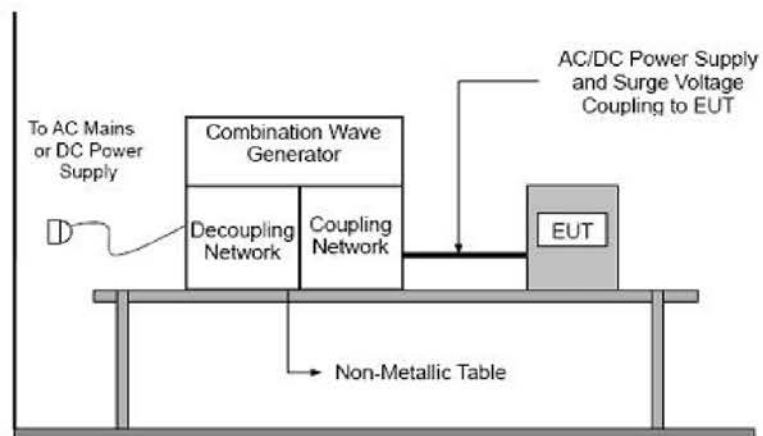 AC/DC Power Supply
and Surge Voltage
Coupling to EUT
To AC Mains
or DC Power
Supply
Combination Wave
Generator
Decoupling
Network
Coupling
Network
EUT
Non-Metallic Table